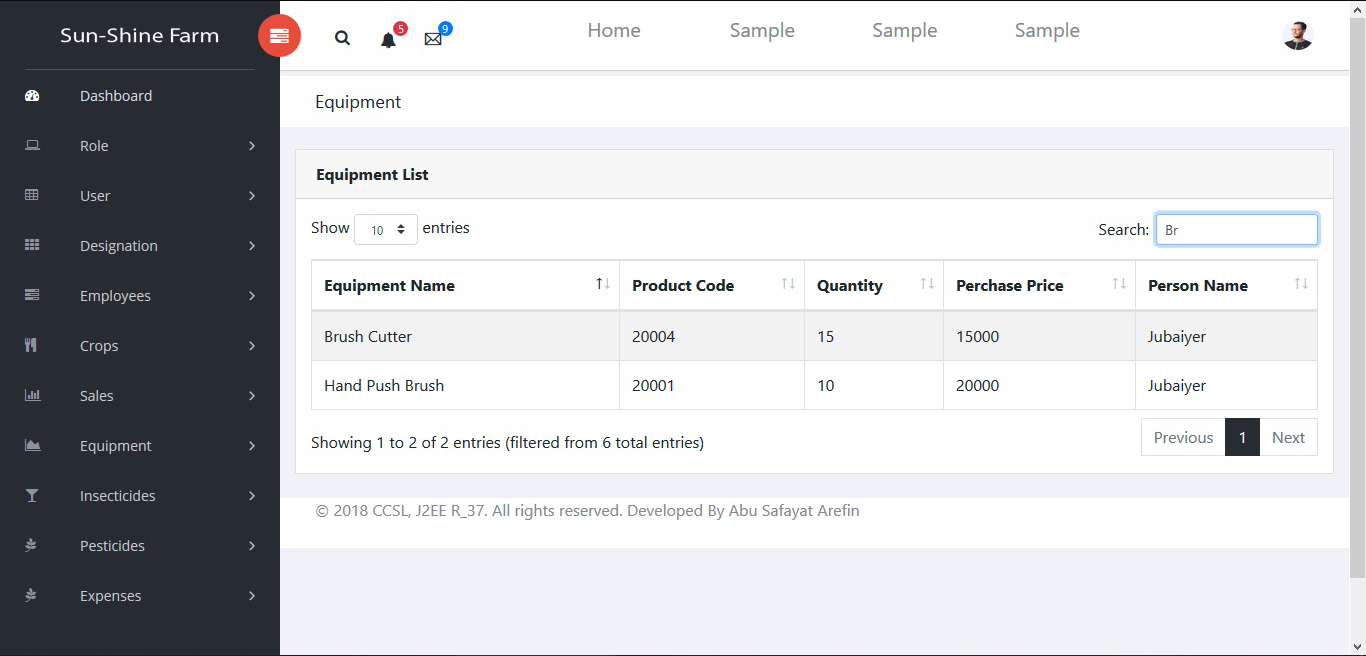 Sun-Shine Farm
5
9
Home Sample Sample Sample
Dashboard
Role
User
Designation
Employees
Crops
Sales
Equipment
Insecticides
Pesticides
Expenses
Equipment
Equipment List
Show 10 entries
Search: Br
Equipment Name Product Code Quantity Perchase Price Person Name
Brush Cutter 20004 15 15000 Jubaiyer
Hand Push Brush 20001 10 20000 Jubaiyer
Showing 1 to 2 of 2 entries (filtered from 6 total entries)
Previous 1 Next
© 2018 CCSL, J2EE R_37. All rights reserved. Developed By Abu Safayat Arefin